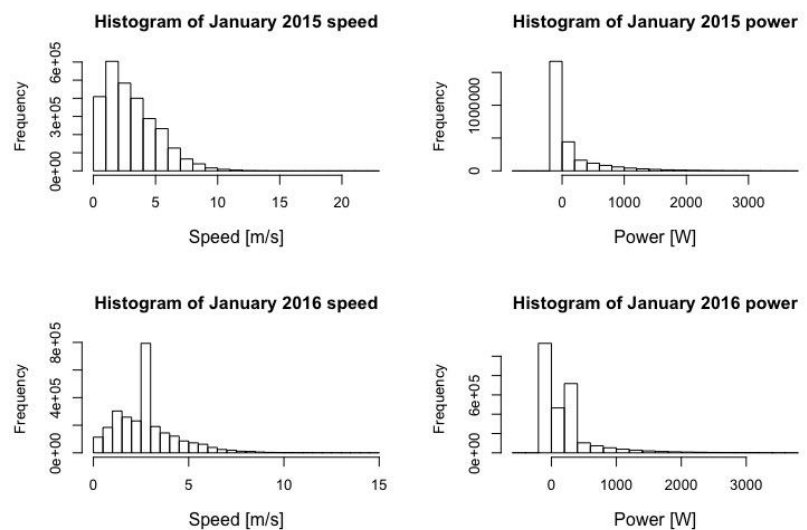 Histogram of January 2015 speed
Frequency
0e+00 3e+05 6e+05
0 5 10 15 20
Speed [m/s]
Histogram of January 2015 power
Frequency
0 1000000
0 1000 2000 3000
Power [W]
Histogram of January 2016 speed
Frequency
0e+00 4e+05 8e+05
0 5 10 15
Speed [m/s]
Histogram of January 2016 power
Frequency
0e+00 6e+05
0 1000 2000 3000
Power [W]